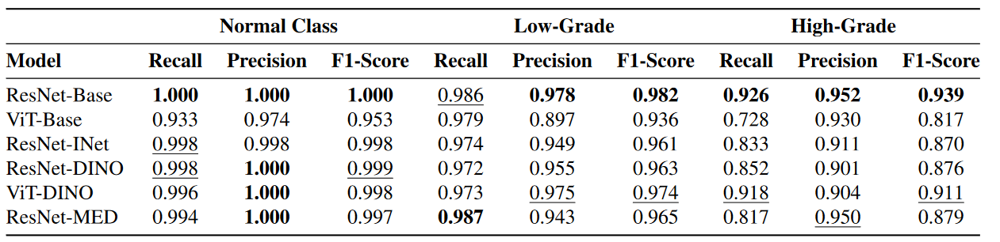 Normal Class Low-Grade High-Grade
Model Recall Precision F1-Score Recall Precision F1-Score Recall Precision F1-Score
ResNet-Base 1.000 1.000 1.000 0.986 0.978 0.982 0.926 0.952 0.939
ViT-Base 0.933 0.974 0.953 0.979 0.897 0.936 0.728 0.930 0.817
ResNet-INet 0.998 0.998 0.998 0.974 0.949 0.961 0.833 0.911 0.870
ResNet-DINO 0.998 1.000 0.999 0.972 0.955 0.963 0.852 0.901 0.876
ViT-DINO 0.996 1.000 0.998 0.973 0.975 0.974 0.918 0.904 0.911
ResNet-MED 0.994 1.000 0.997 0.987 0.943 0.965 0.817 0.950 0.879